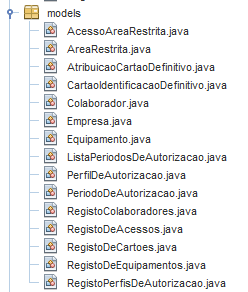 models
AcessoAreaRestrita.java
AreaRestrita.java
AtribuicaoCartaoDefinitivo.java
CartaoIdentificacaoDefinitivo.java
Colaborador.java
Empresa.java
Equipamento.java
ListaPeriodosDeAutorizacao.java
PerfilDeAutorizacao.java
PeriodoDeAutorizacao.java
RegistoColaboradores.java
RegistoDeAcessos.java
RegistoDeCartoes.java
RegistoDeEquipamentos.java
RegistoPerfisDeAutorizacao.java